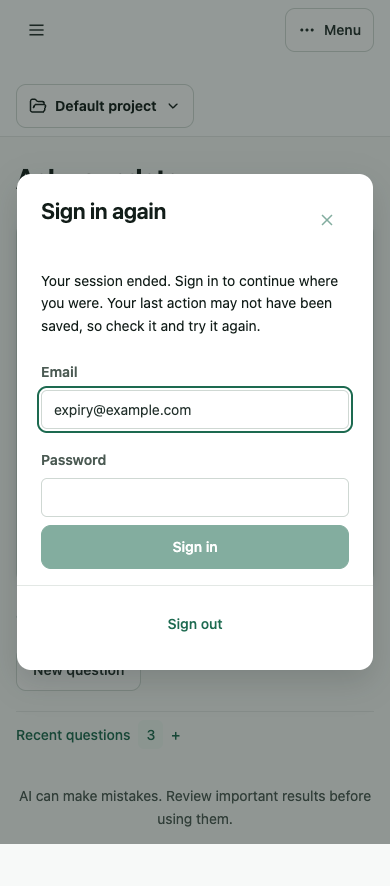 Menu
Default project
Sign in again
Your session ended. Sign in to continue where
you were. Your last action may not have been
saved, so check it and try it again.
Email
expiry@example.com
Password
Sign in
Sign out
New question
Recent questions 3 +
AI can make mistakes. Review important results before
using them.